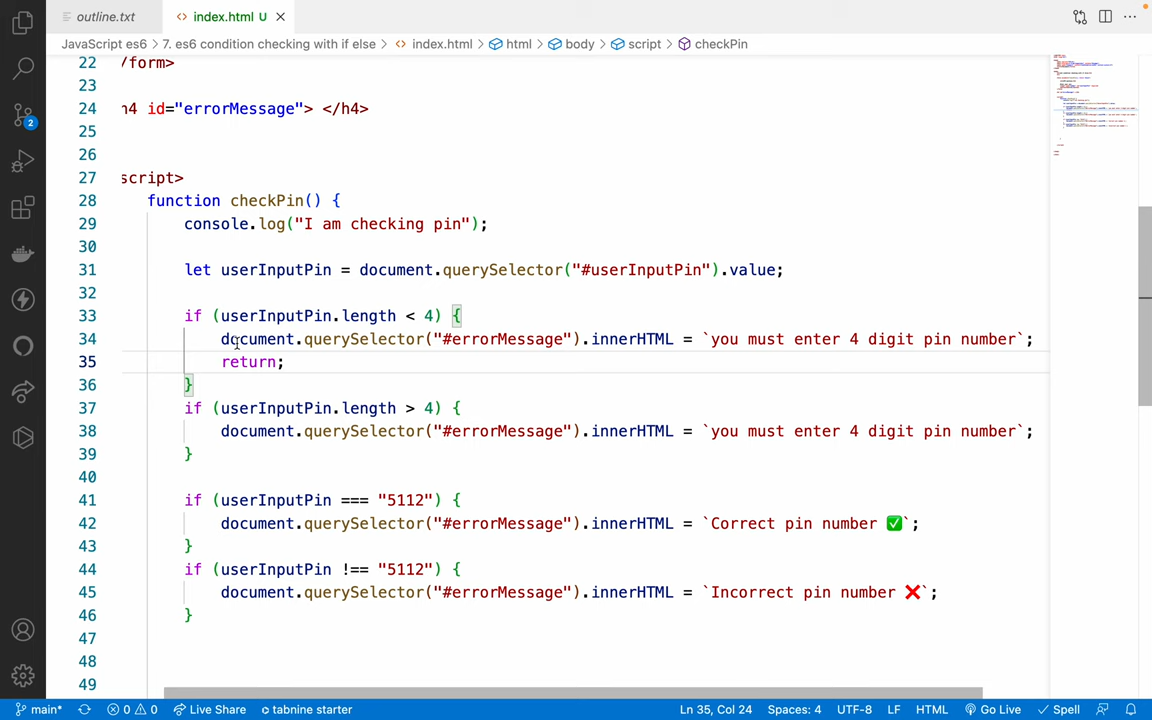 outline.txt
<> index.html U ×
JavaScript es6 > 7. es6 condition checking with if else > <> index.html > html > body > script > checkPin
22 /form>
23
24 h4 id="errorMessage"> </h4>
25
26
27 script>
28 function checkPin() {
29 console.log("I am checking pin");
30
31 let userInputPin = document.querySelector("#userInputPin").value;
32
33 if (userInputPin.length < 4) {
34 document.querySelector("#errorMessage").innerHTML = `you must enter 4 digit pin number`;
35 return;
36 }
37 if (userInputPin.length > 4) {
38 document.querySelector("#errorMessage").innerHTML = `you must enter 4 digit pin number`;
39 }
40
41 if (userInputPin === "5112") {
42 document.querySelector("#errorMessage").innerHTML = `Correct pin number ✅`;
43 }
44 if (userInputPin !== "5112") {
45 document.querySelector("#errorMessage").innerHTML = `Incorrect pin number ❌`;
46 }
47
48
49
2
main* 0 0 Live Share tabnine starter Ln 35, Col 24 Spaces: 4 UTF-8 LF HTML Go Live Spell